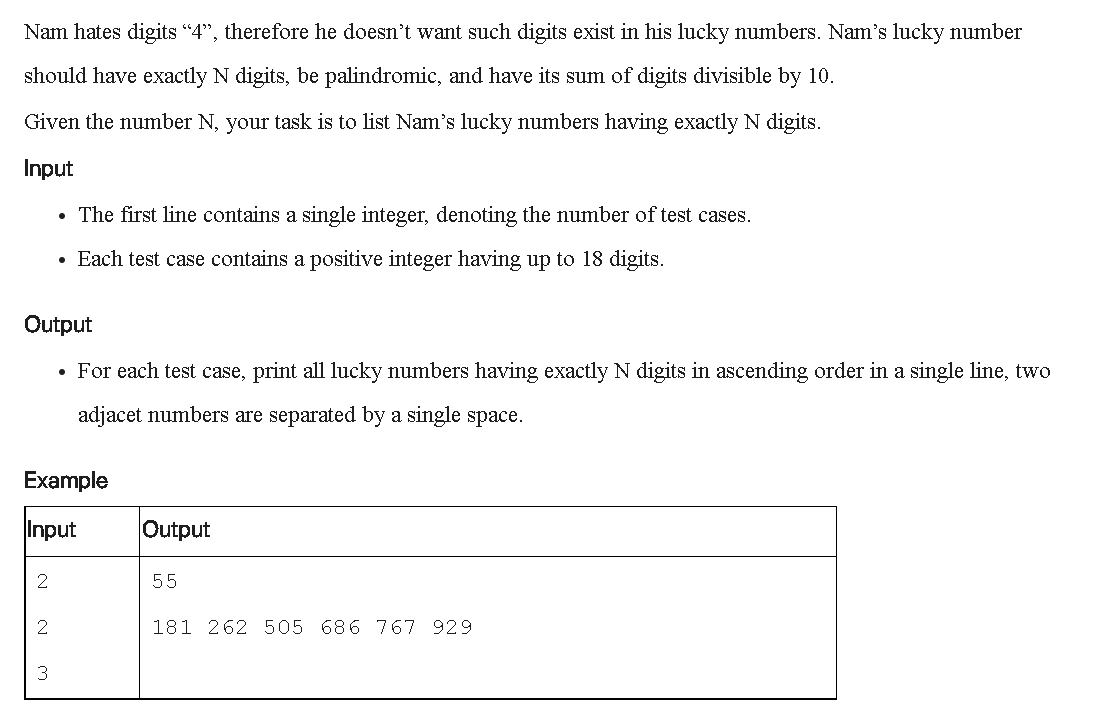 Nam hates digits “4”, therefore he doesn’t want such digits exist in his lucky numbers. Nam’s lucky number
should have exactly N digits, be palindromic, and have its sum of digits divisible by 10.
Given the number N, your task is to list Nam’s lucky numbers having exactly N digits.
Input
• The first line contains a single integer, denoting the number of test cases.
• Each test case contains a positive integer having up to 18 digits.
Output
• For each test case, print all lucky numbers having exactly N digits in ascending order in a single line, two
adjacet numbers are separated by a single space.
Example
Input Output
2 55
2 181 262 505 686 767 929
3